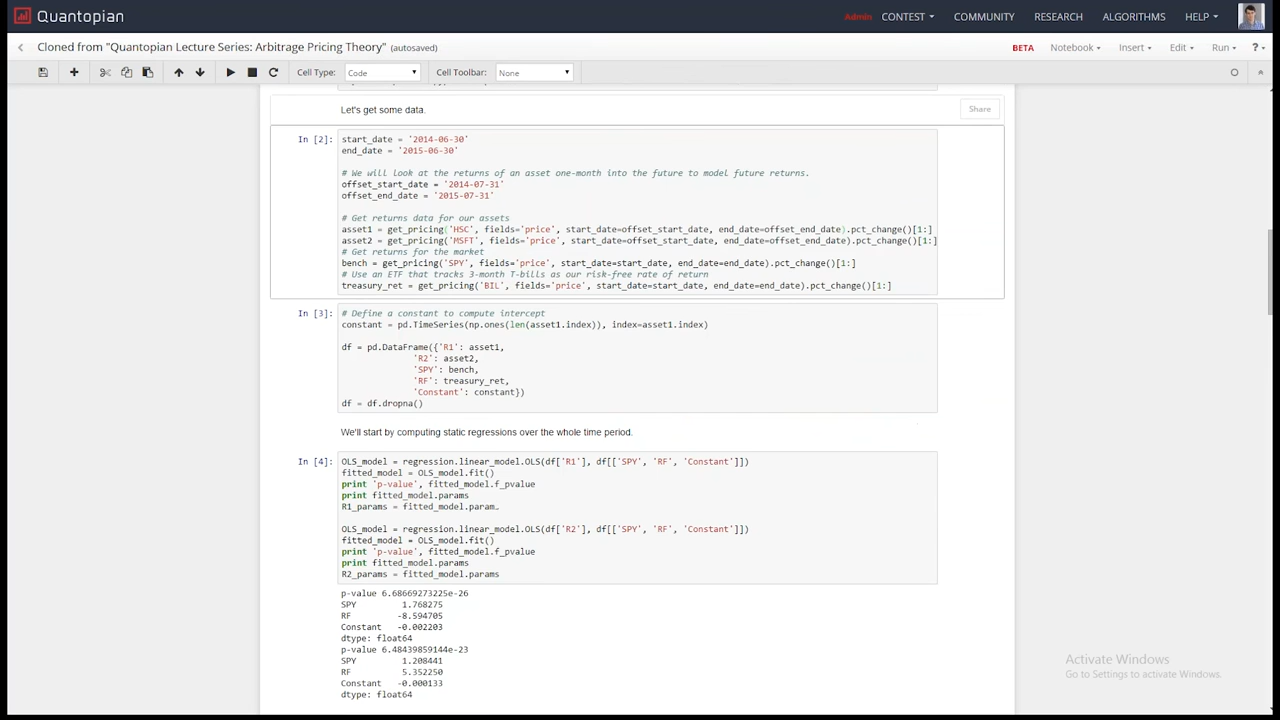 Quantopian
Admin CONTEST COMMUNITY RESEARCH ALGORITHMS HELP
Cloned from "Quantopian Lecture Series: Arbitrage Pricing Theory" (autosaved)
BETA Notebook Insert Edit Run ?
Cell Type: Code Cell Toolbar: None
Let's get some data.
Share
In [2]:
start_date = '2014-06-30'
end_date = '2015-06-30'
# We will look at the returns of an asset one-month into the future to model future returns.
offset_start_date = '2014-07-31'
offset_end_date = '2015-07-31'
# Get returns data for our assets
asset1 = get_pricing('HSC', fields='price', start_date=offset_start_date, end_date=offset_end_date).pct_change()[1:]
asset2 = get_pricing('MSFT', fields='price', start_date=offset_start_date, end_date=offset_end_date).pct_change()[1:]
# Get returns for the market
bench = get_pricing('SPY', fields='price', start_date=start_date, end_date=end_date).pct_change()[1:]
# Use an ETF that tracks 3-month T-bills as our risk-free rate of return
treasury_ret = get_pricing('BIL', fields='price', start_date=start_date, end_date=end_date).pct_change()[1:]
In [3]:
# Define a constant to compute intercept
constant = pd.TimeSeries(np.ones(len(asset1.index)), index=asset1.index)
df = pd.DataFrame({'R1': asset1,
'R2': asset2,
'SPY': bench,
'RF': treasury_ret,
'Constant': constant})
df = df.dropna()
We'll start by computing static regressions over the whole time period.
In [4]:
OLS_model = regression.linear_model.OLS(df['R1'], df[['SPY', 'RF', 'Constant']])
fitted_model = OLS_model.fit()
print 'p-value', fitted_model.f_pvalue
print fitted_model.params
R1_params = fitted_model.param
OLS_model = regression.linear_model.OLS(df['R2'], df[['SPY', 'RF', 'Constant']])
fitted_model = OLS_model.fit()
print 'p-value', fitted_model.f_pvalue
print fitted_model.params
R2_params = fitted_model.params
p-value 6.68669273225e-26
SPY 1.768275
RF -8.594705
Constant -0.002203
dtype: float64
p-value 6.48439859144e-23
SPY 1.208441
RF 5.352250
Constant -0.000133
dtype: float64
Activate Windows
Go to Settings to activate Windows.